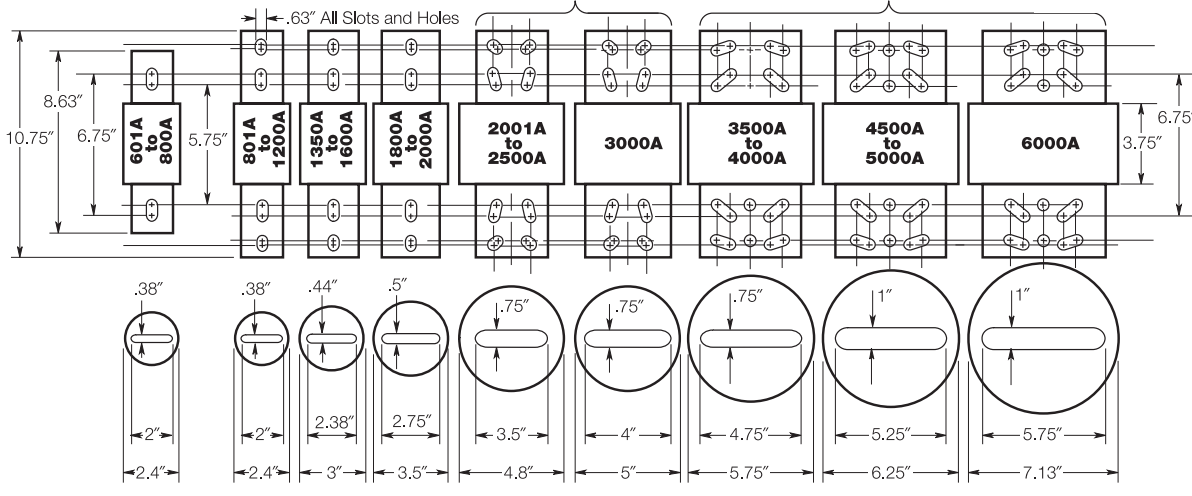 .63" All Slots and Holes
10.75"
8.63"
6.75"
5.75"
601A
to
800A
801A
to
1200A
1350A
to
1600A
1800A
to
2000A
2001A
to
2500A
3000A
3500A
to
4000A
4500A
to
5000A
6000A
3.75"
6.75"
.38"
.38"
.44"
.5"
.75"
.75"
.75"
1"
1"
2"
2"
2.38"
2.75"
3.5"
4"
4.75"
5.25"
5.75"
2.4"
2.4"
3"
3.5"
4.8"
5"
5.75"
6.25"
7.13"